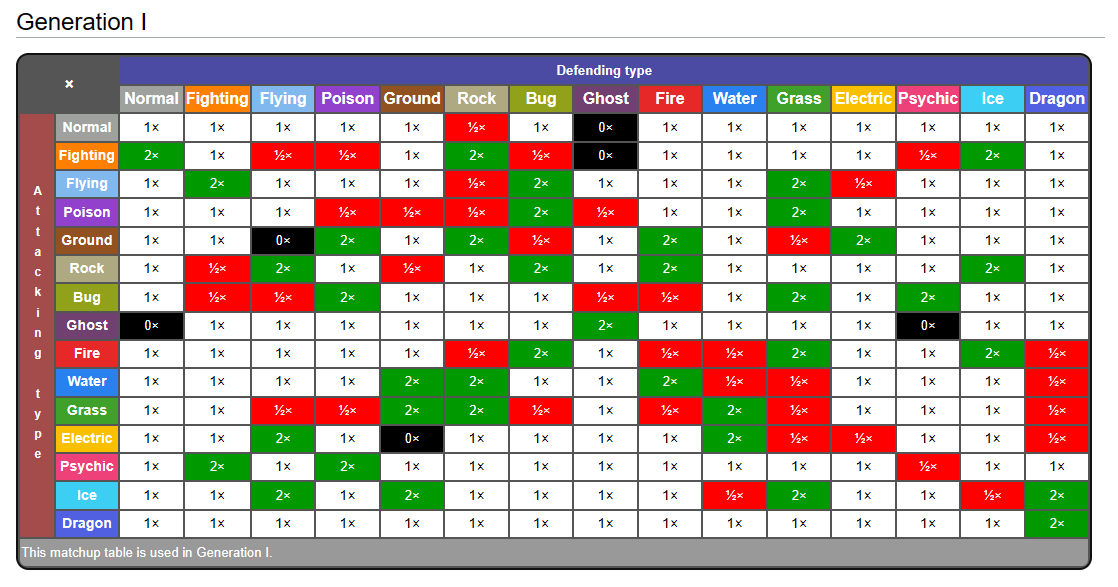 Generation I
×
Defending type
Normal Fighting Flying Poison Ground Rock Bug Ghost Fire Water Grass Electric Psychic Ice Dragon
Attacking type
Normal 1× 1× 1× 1× 1× ½× 1× 0× 1× 1× 1× 1× 1× 1× 1×
Fighting 2× 1× ½× ½× 1× 2× ½× 0× 1× 1× 1× 1× ½× 2× 1×
Flying 1× 2× 1× 1× 1× ½× 2× 1× 1× 1× 2× ½× 1× 1× 1×
Poison 1× 1× 1× ½× ½× ½× 2× ½× 1× 1× 2× 1× 1× 1× 1×
Ground 1× 1× 0× 2× 1× 2× ½× 1× 2× 1× ½× 2× 1× 1× 1×
Rock 1× ½× 2× 1× ½× 1× 2× 1× 2× 1× 1× 1× 1× 2× 1×
Bug 1× ½× ½× 2× 1× 1× 1× ½× ½× 1× 2× 1× 2× 1× 1×
Ghost 0× 1× 1× 1× 1× 1× 1× 2× 1× 1× 1× 1× 0× 1× 1×
Fire 1× 1× 1× 1× 1× ½× 2× 1× ½× ½× 2× 1× 1× 2× ½×
Water 1× 1× 1× 1× 2× 2× 1× 1× 2× ½× ½× 1× 1× 1× ½×
Grass 1× 1× ½× ½× 2× 2× ½× 1× ½× 2× ½× 1× 1× 1× ½×
Electric 1× 1× 2× 1× 0× 1× 1× 1× 1× 2× ½× ½× 1× 1× ½×
Psychic 1× 2× 1× 2× 1× 1× 1× 1× 1× 1× 1× 1× ½× 1× 1×
Ice 1× 1× 2× 1× 2× 1× 1× 1× 1× ½× 2× 1× 1× ½× 2×
Dragon 1× 1× 1× 1× 1× 1× 1× 1× 1× 1× 1× 1× 1× 1× 2×
This matchup table is used in Generation I.